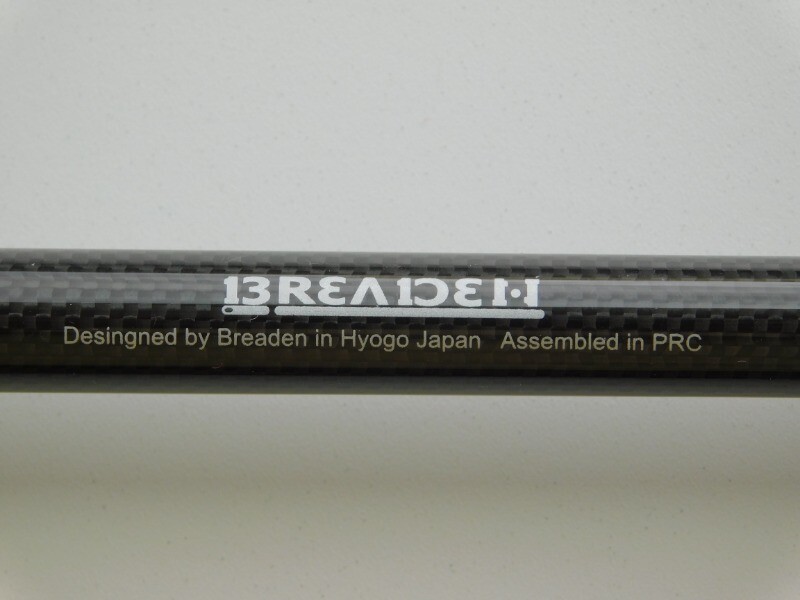 BREADEN
Desingned by Breaden in Hyogo Japan Assembled in PRC